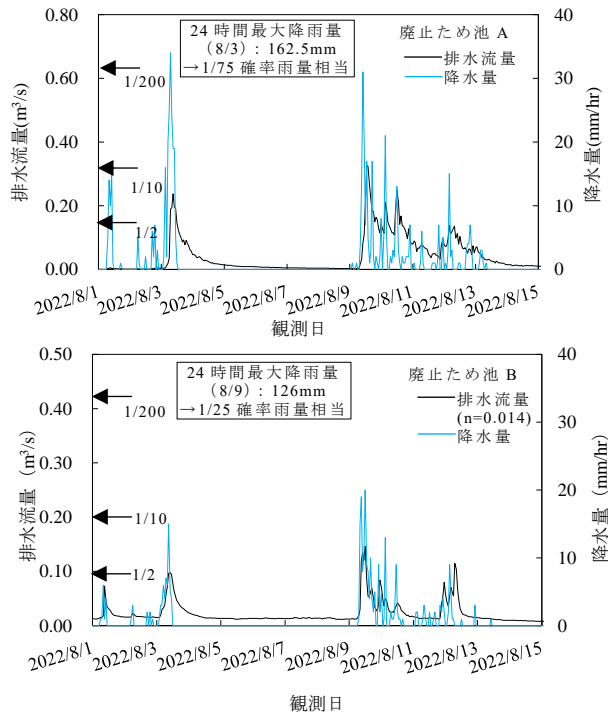 24 時間最大降雨量
(8/3)：162.5mm
→1/75 確率雨量相当
廃止ため池 A
排水流量
降水量
排水流量(m³/s)
0.80
0.60
0.40
0.20
0.00
1/200
1/10
1/2
40
30
20
10
0
降水量(mm/hr)
2022/8/1
2022/8/3
2022/8/5
2022/8/7
2022/8/9
2022/8/11
2022/8/13
2022/8/15
観測日
24 時間最大降雨量
(8/9)：126mm
→1/25 確率雨量相当
廃止ため池 B
排水流量
(n=0.014)
降水量
排水流量（m³/s）
0.50
0.40
0.30
0.20
0.10
0.00
1/200
1/10
1/2
40
30
20
10
0
降水量（mm/hr）
2022/8/1
2022/8/3
2022/8/5
2022/8/7
2022/8/9
2022/8/11
2022/8/13
2022/8/15
観測日